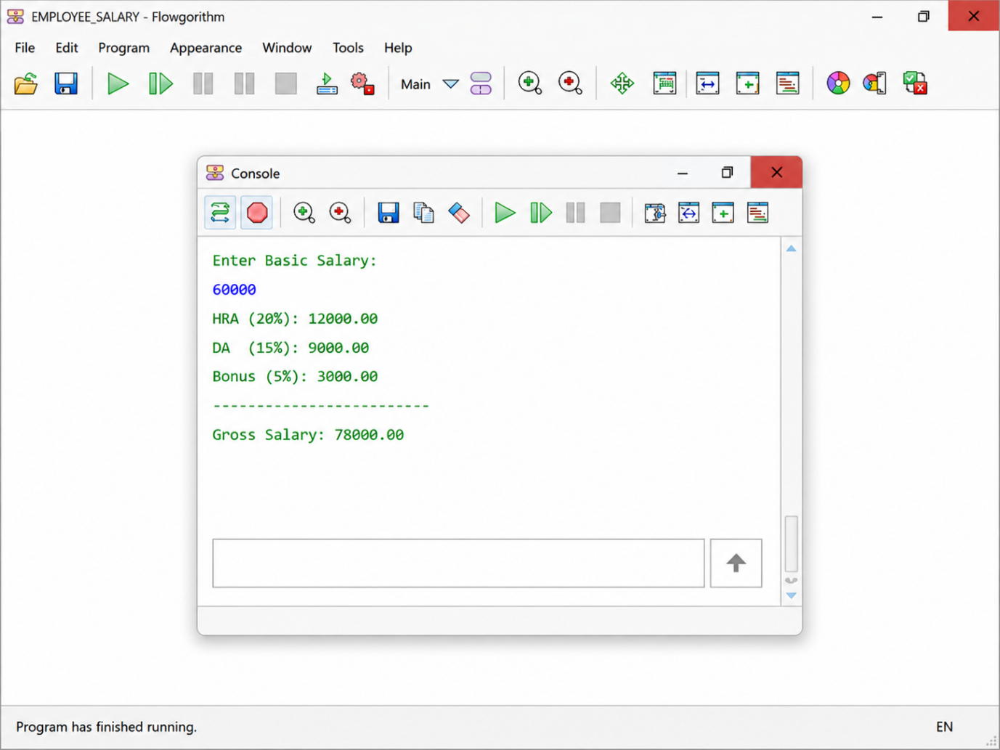 EMPLOYEE_SALARY - Flowgorithm
File Edit Program Appearance Window Tools Help
Main
Console
Enter Basic Salary:
60000
HRA (20%): 12000.00
DA  (15%): 9000.00
Bonus (5%): 3000.00
-------------------------
Gross Salary: 78000.00
Program has finished running.
EN